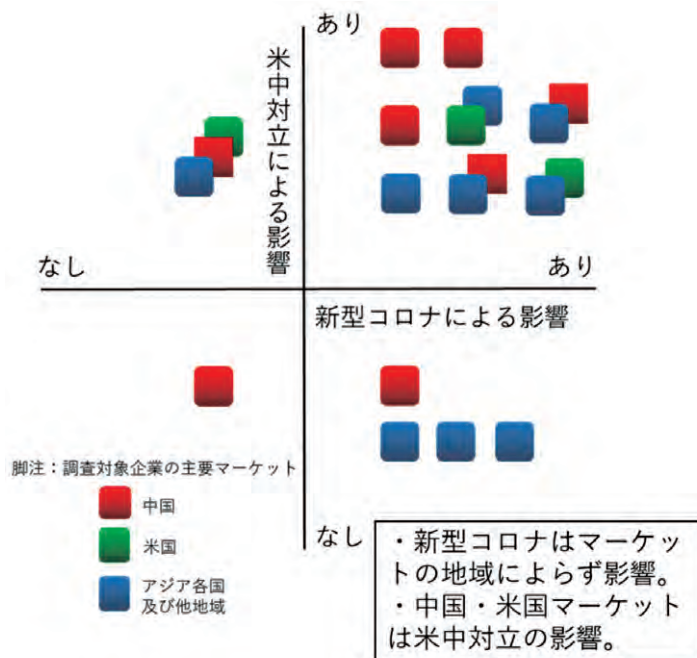 あり
米中対立による影響
なし
あり
新型コロナによる影響
脚注：調査対象企業の主要マーケット
中国
米国
アジア各国
及び他地域
なし
・新型コロナはマーケッ
トの地域によらず影響。
・中国・米国マーケット
は米中対立の影響。